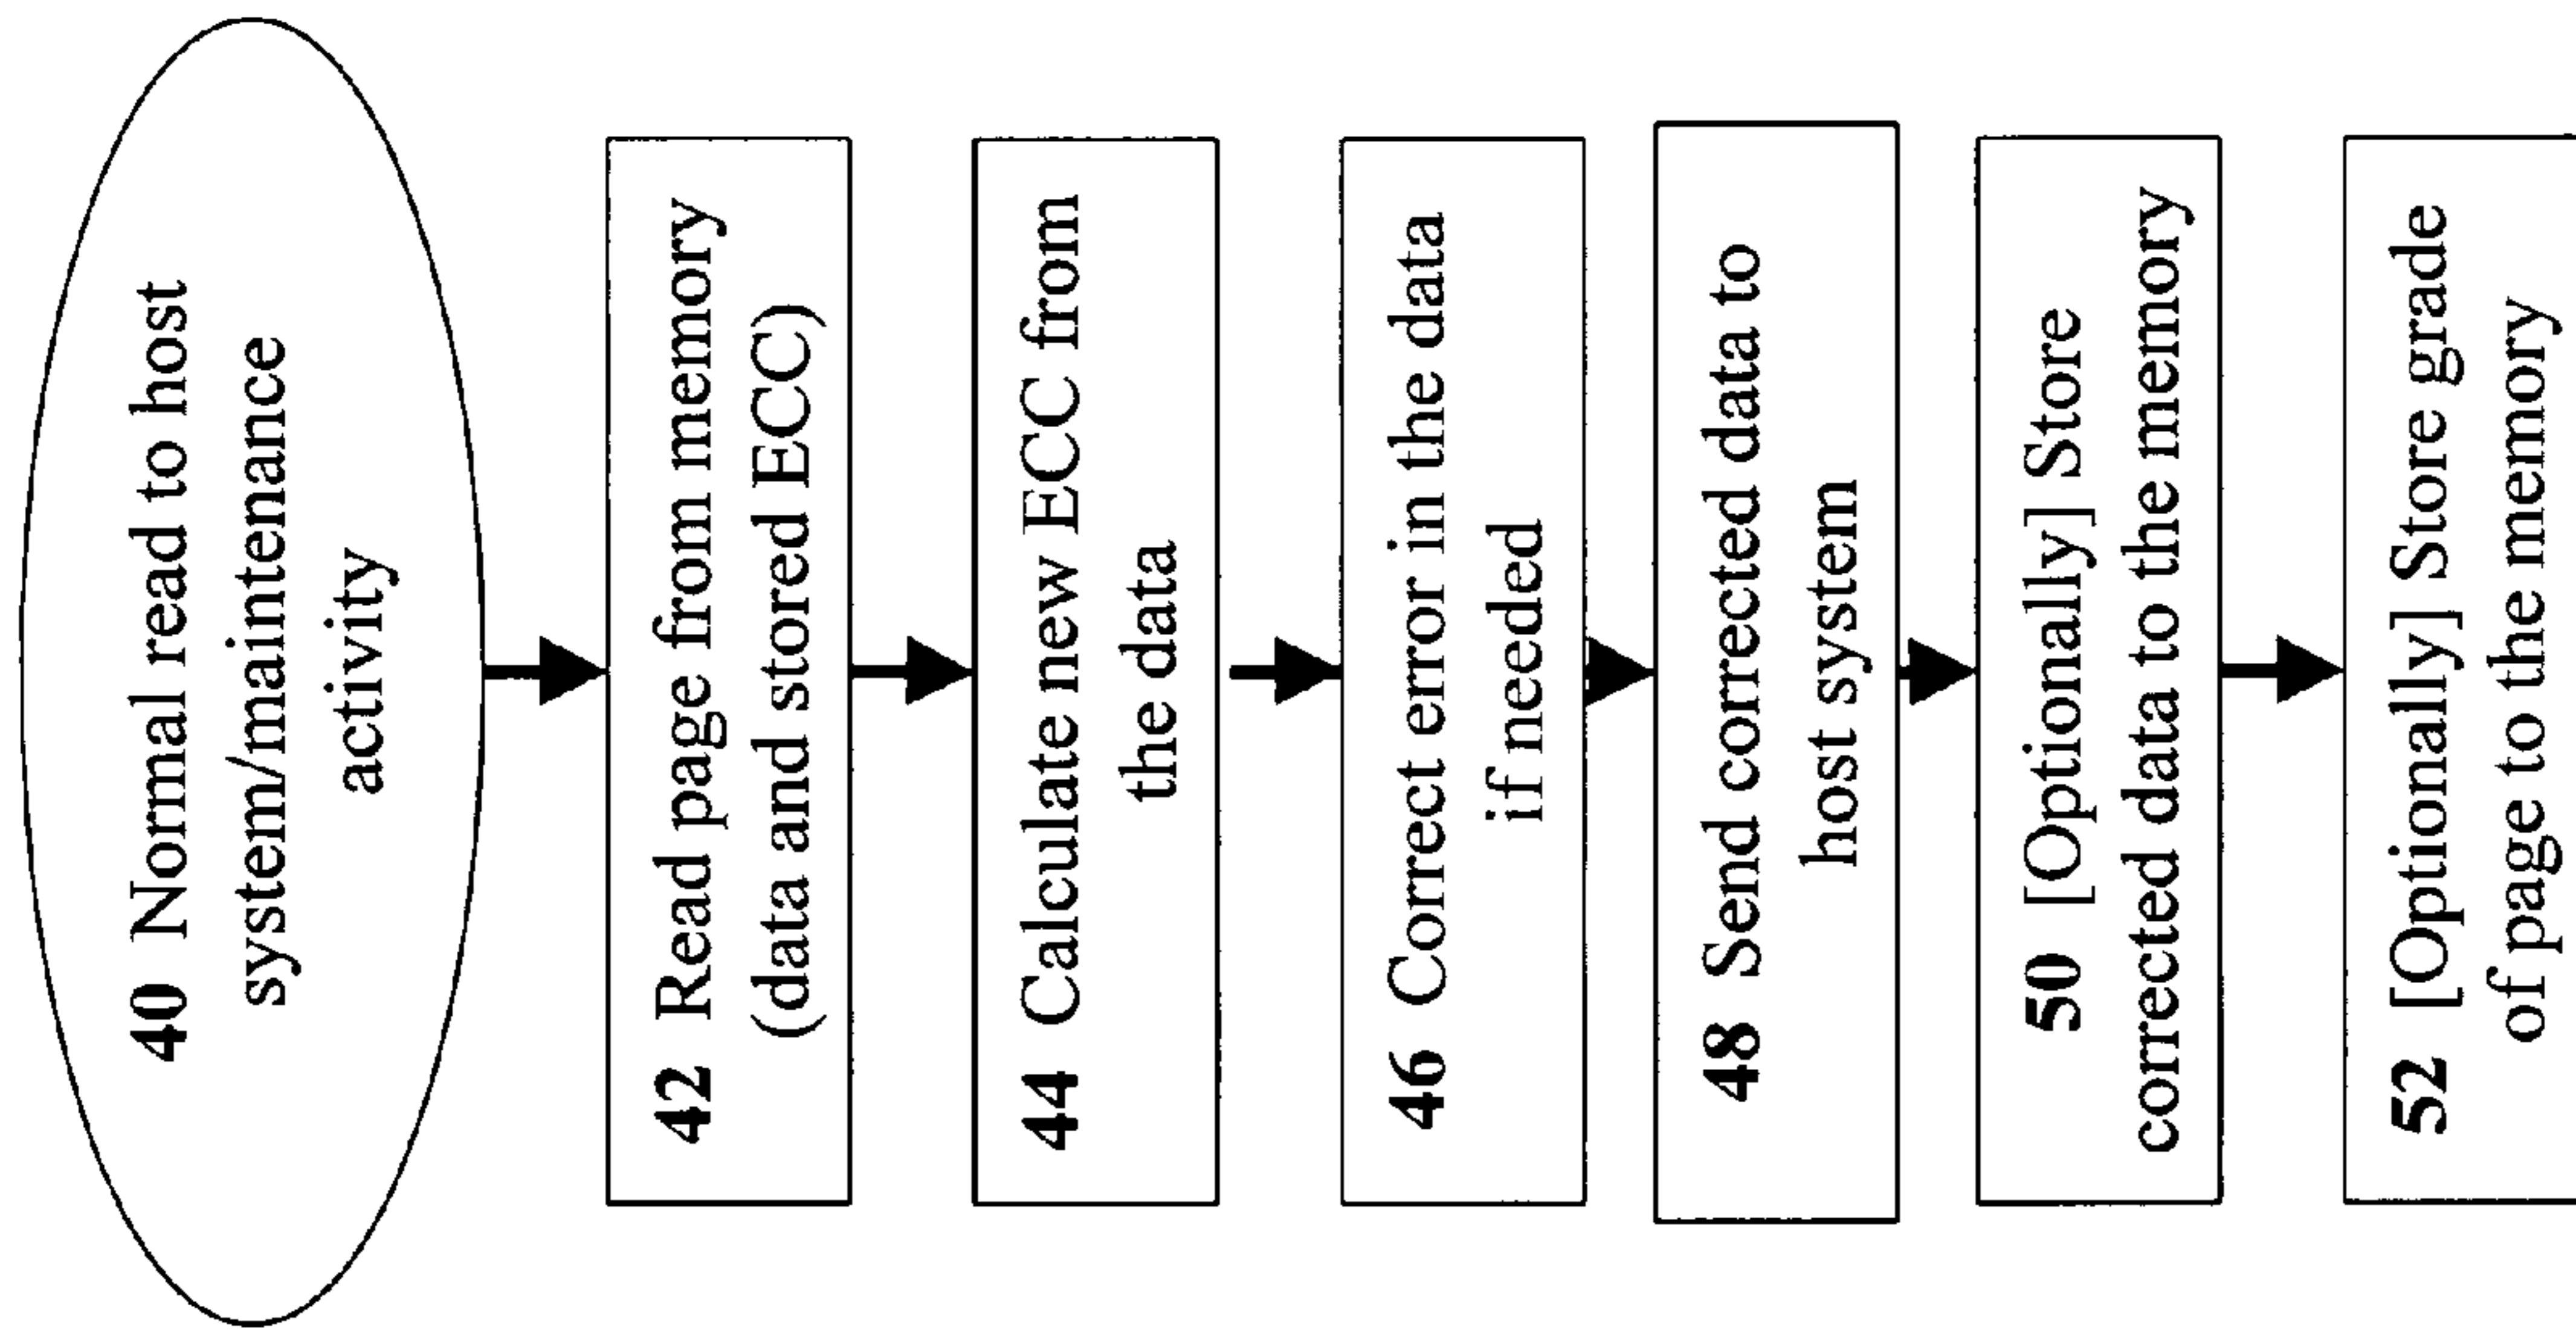 40 Normal read to host
system/maintenance
activity
42 Read page from memory
(data and stored ECC)
44 Calculate new ECC from
the data
46 Correct error in the data
if needed
48 Send corrected data to
host system
50 [Optionally] Store
corrected data to the memory
52 [Optionally] Store grade
of page to the memory